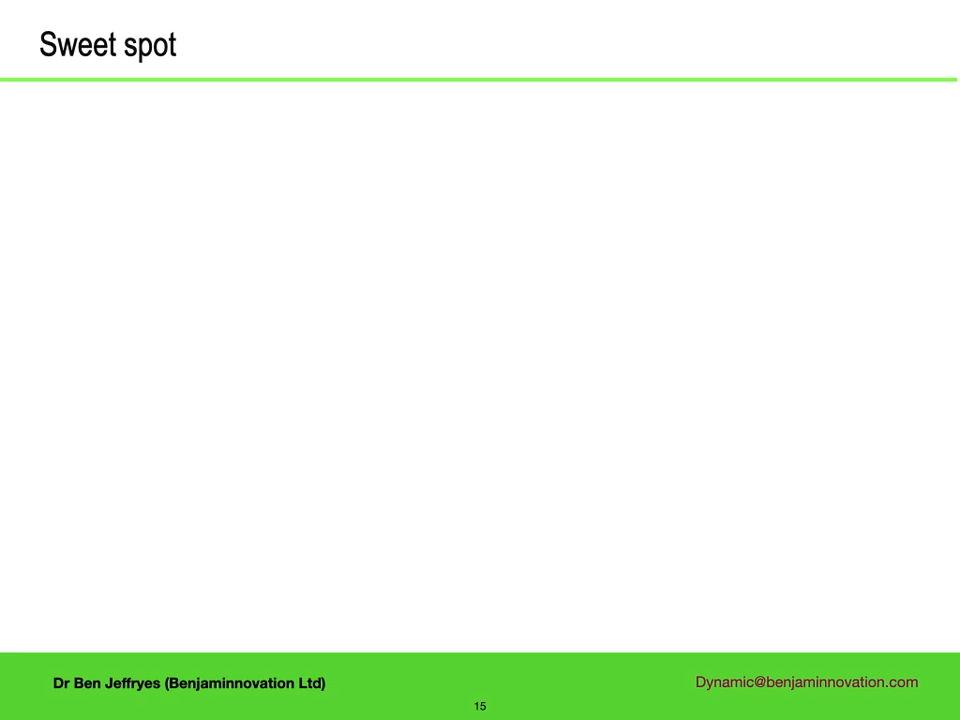 Sweet spot
Dr Ben Jeffryes (Benjaminnovation Ltd)
Dynamic@benjaminnovation.com
15